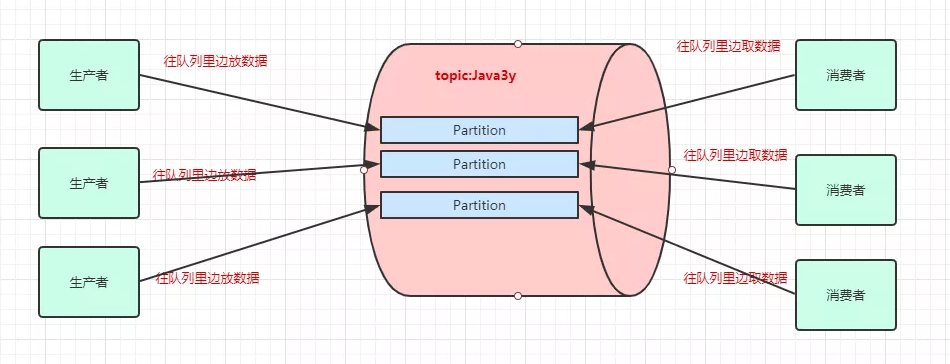 生产者
往队列里边放数据
topic:Java3y
往队列里边取数据
消费者
Partition
生产者
往队列里边放数据
Partition
往队列里边取数据
消费者
Partition
生产者
往队列里边放数据
往队列里边取数据
消费者